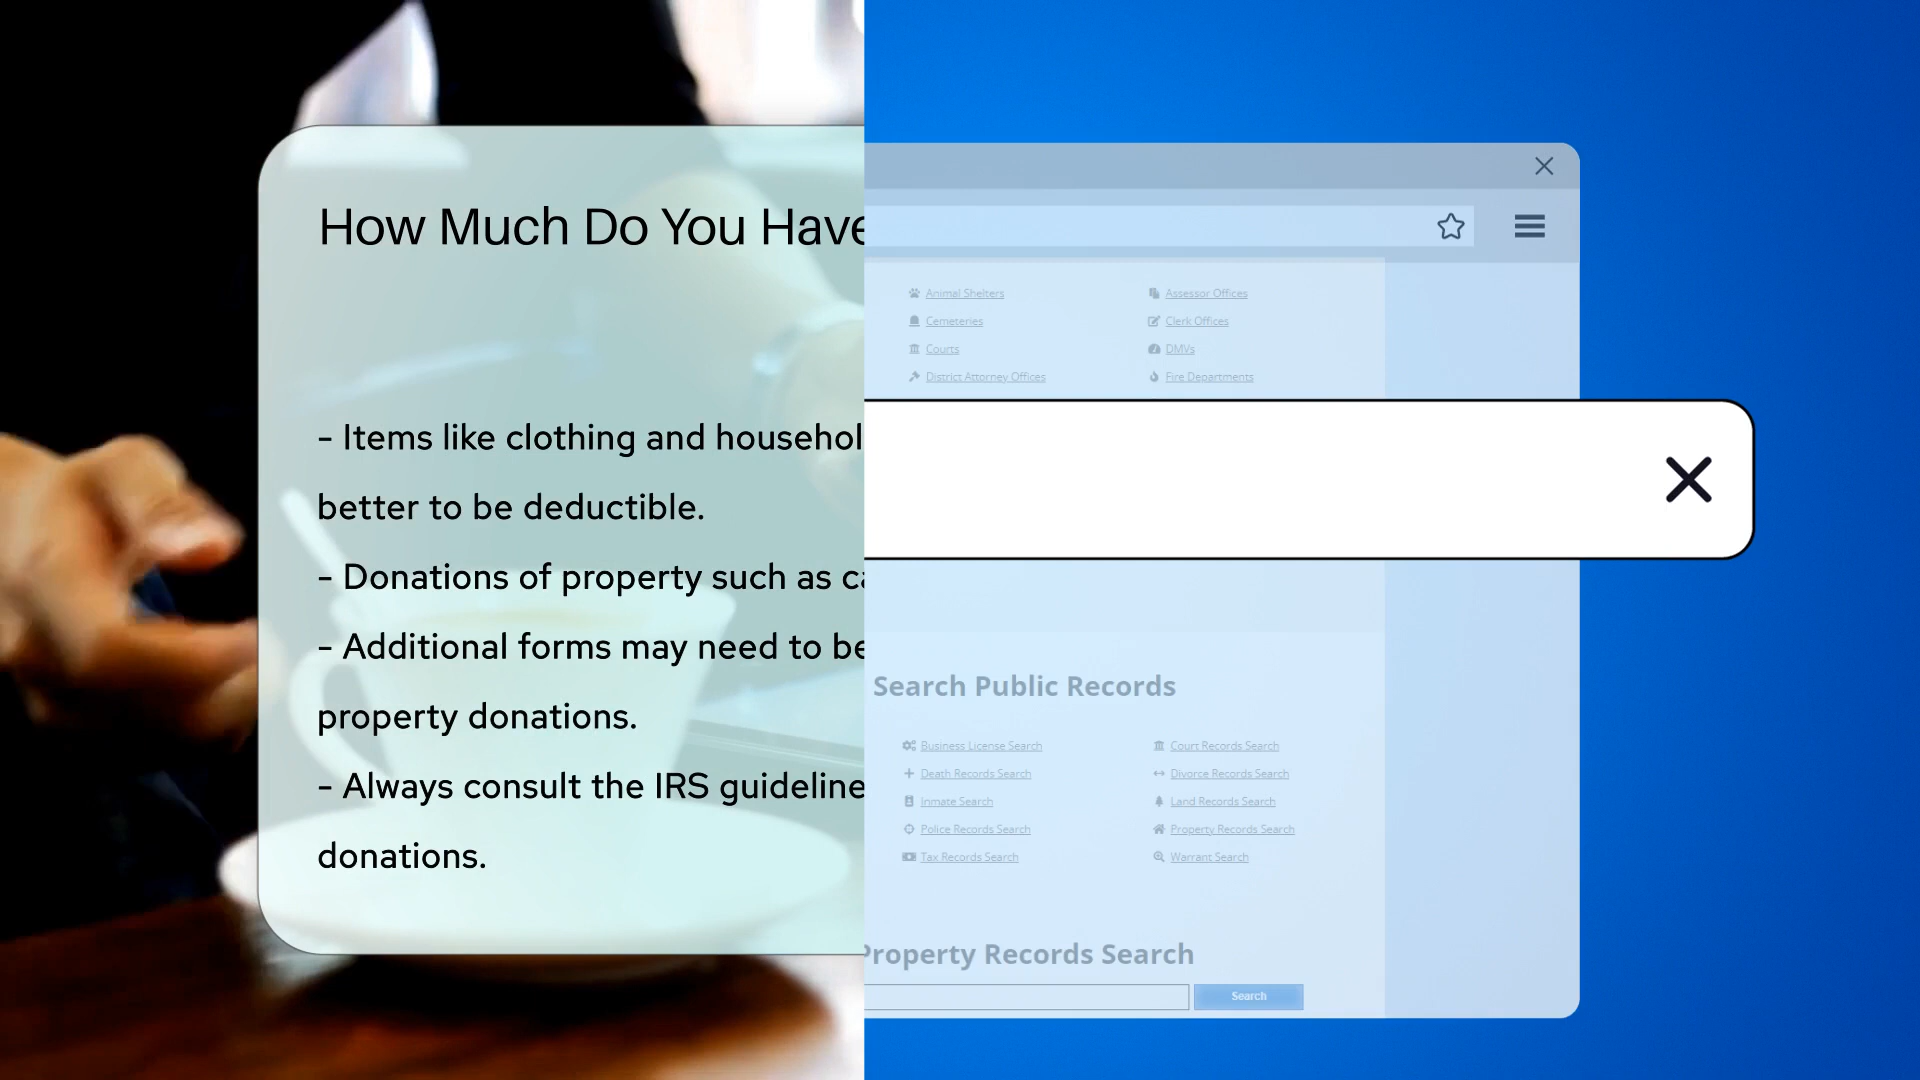 How Much Do You Have
- Items like clothing and househol
better to be deductible.
- Donations of property such as ca
- Additional forms may need to be
property donations.
- Always consult the IRS guideline
donations.
Animal Shelters
Assessor Offices
Cemeteries
Clerk Offices
Courts
DMVs
District Attorney Offices
Fire Departments
Search Public Records
Business License Search
Court Records Search
Death Records Search
Divorce Records Search
Inmate Search
Land Records Search
Police Records Search
Property Records Search
Tax Records Search
Warrant Search
Property Records Search
Search